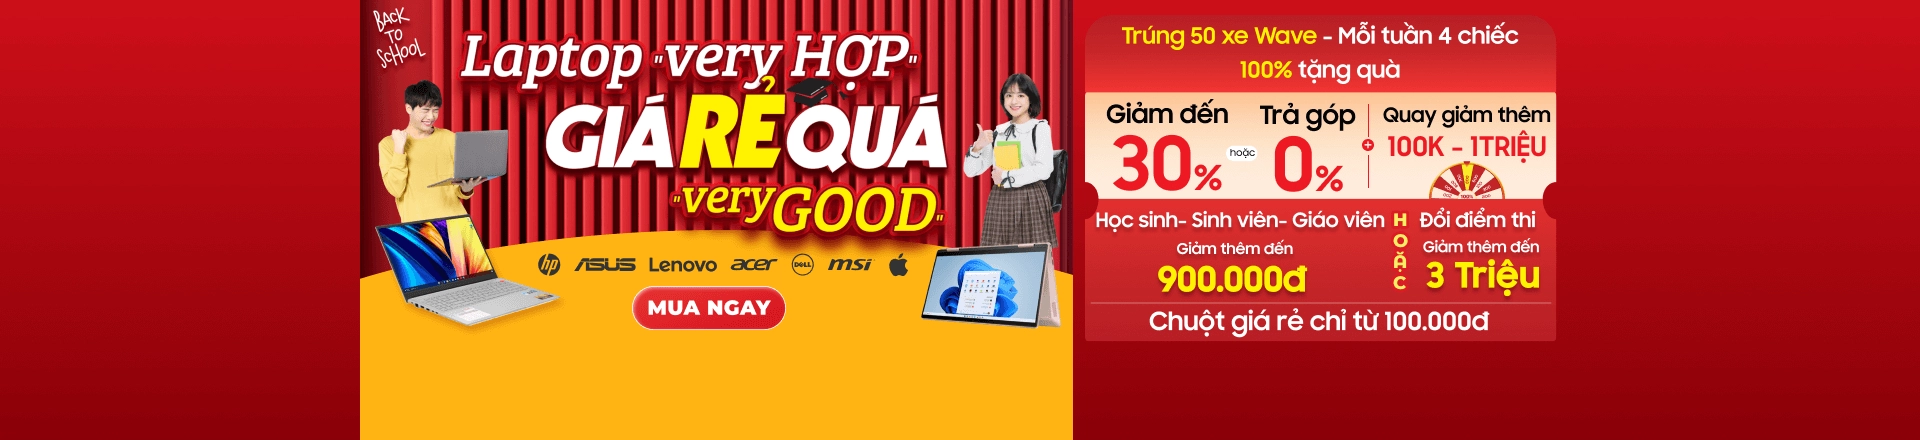 BACK
TO
SCHOOL
Laptop "very HỢP"
GIÁ RẺ QUÁ
"very GOOD"
hp ASUS Lenovo acer DELL msi
MUA NGAY
Trúng 50 xe Wave - Mỗi tuần 4 chiếc
100% tặng quà
Giảm đến
30%
hoặc
Trả góp
0%
+
Quay giảm thêm
100K - 1TRIỆU
Học sinh- Sinh viên- Giáo viên
Giảm thêm đến
900.000đ
HOẶC
Đổi điểm thi
Giảm thêm đến
3 Triệu
Chuột giá rẻ chỉ từ 100.000đ